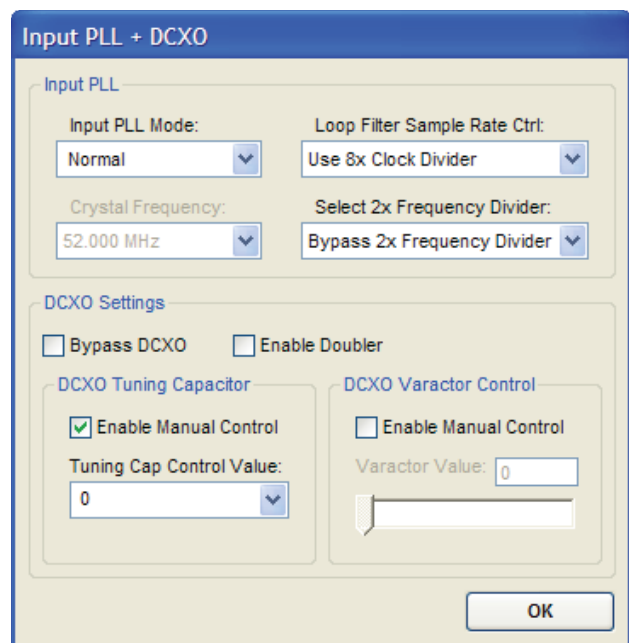 Input PLL + DCXO
Input PLL
Input PLL Mode:
Normal
Loop Filter Sample Rate Ctrl:
Use 8x Clock Divider
Crystal Frequency:
52.000 MHz
Select 2x Frequency Divider:
Bypass 2x Frequency Divider
DCXO Settings
Bypass DCXO
Enable Doubler
DCXO Tuning Capacitor
Enable Manual Control
Tuning Cap Control Value:
0
DCXO Varactor Control
Enable Manual Control
Varactor Value: 0
OK